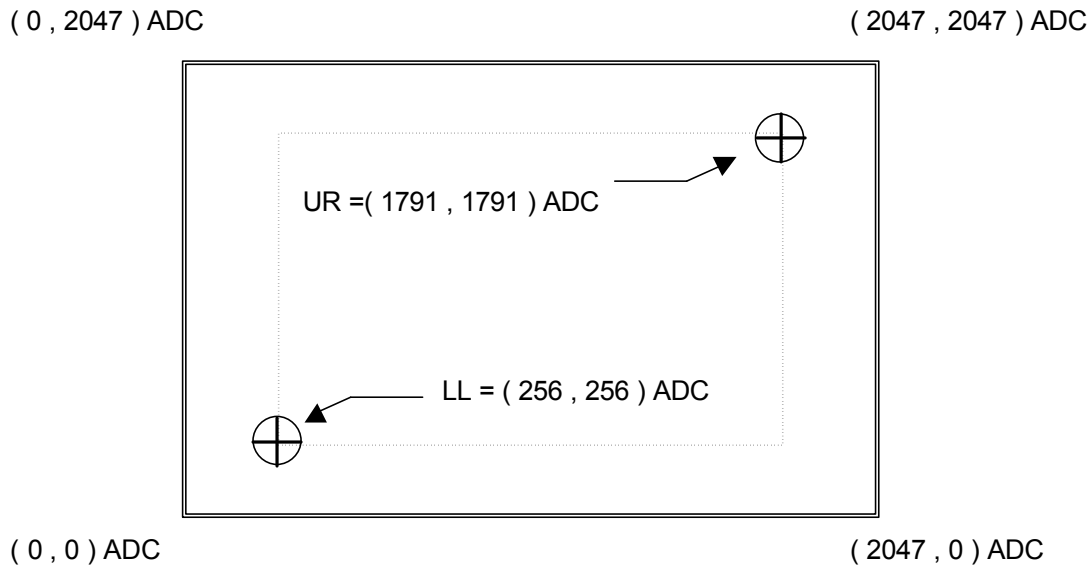 ( 0 , 2047 ) ADC
( 2047 , 2047 ) ADC
UR =( 1791 , 1791 ) ADC
LL = ( 256 , 256 ) ADC
( 0 , 0 ) ADC
( 2047 , 0 ) ADC